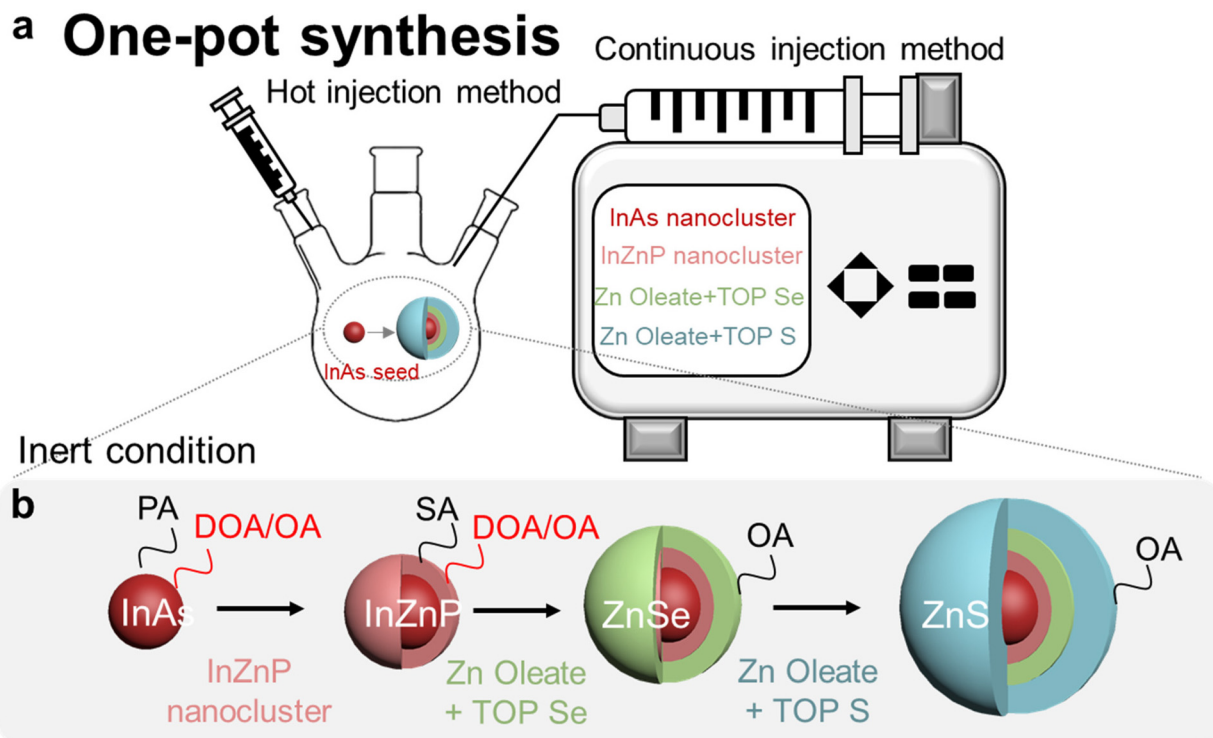 a One-pot synthesis
Continuous injection method
Hot injection method
InAs nanocluster
InZnP nanocluster
Zn Oleate+TOP Se
Zn Oleate+TOP S
InAs seed
Inert condition
b
PA
DOA/OA
SA
DOA/OA
OA
OA
InAs
InZnP
ZnSe
ZnS
InZnP
nanocluster
Zn Oleate
+ TOP Se
Zn Oleate
+ TOP S